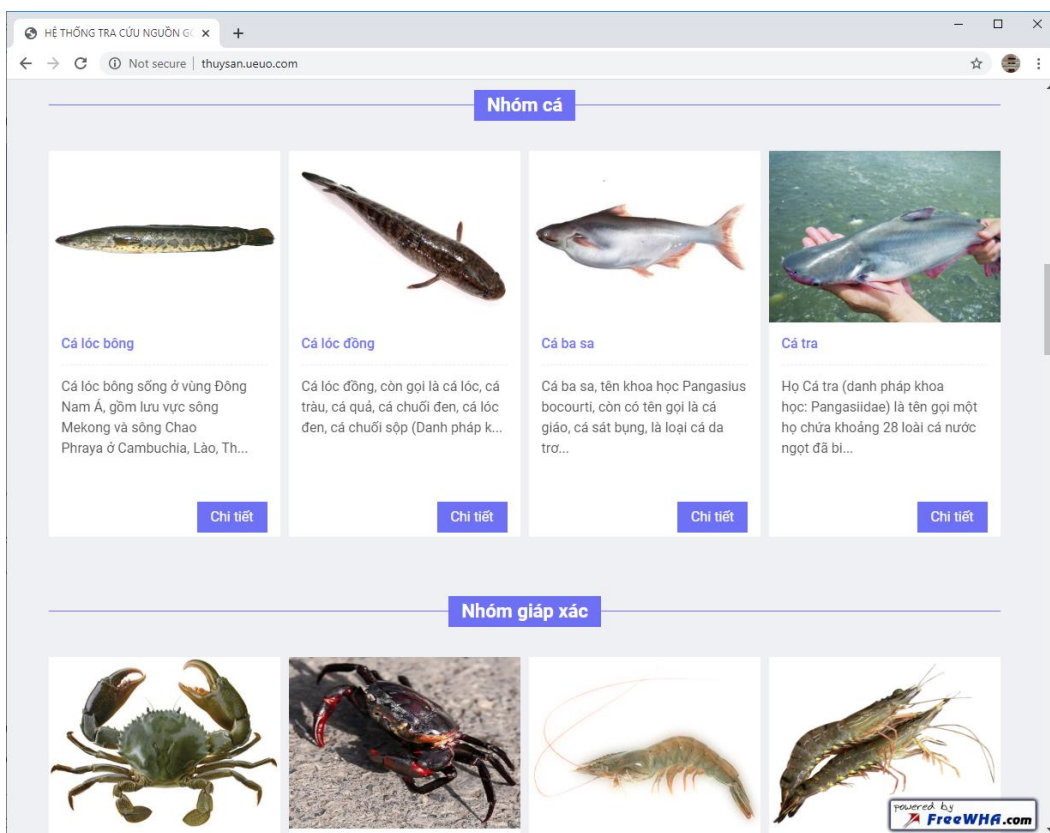 HỆ THỐNG TRA CỨU NGUỒN GỐ
Not secure | thuysan.ueuo.com
Nhóm cá
Cá lóc bông
Cá lóc bông sống ở vùng Đông
Nam Á, gồm lưu vực sông
Mekong và sông Chao
Phraya ở Cambuchia, Lào, Th...
Chi tiết
Cá lóc đồng
Cá lóc đồng, còn gọi là cá lóc, cá
tràu, cá quả, cá chuối đen, cá lóc
đen, cá chuối sộp (Danh pháp k...
Chi tiết
Cá ba sa
Cá ba sa, tên khoa học Pangasius
bocourti, còn có tên gọi là cá
giáo, cá sát bụng, là loại cá da
trơ...
Chi tiết
Cá tra
Họ Cá tra (danh pháp khoa
học: Pangasiidae) là tên gọi một
họ chứa khoảng 28 loài cá nước
ngọt đã bi...
Chi tiết
Nhóm giáp xác
powered by
FreeWHA.com